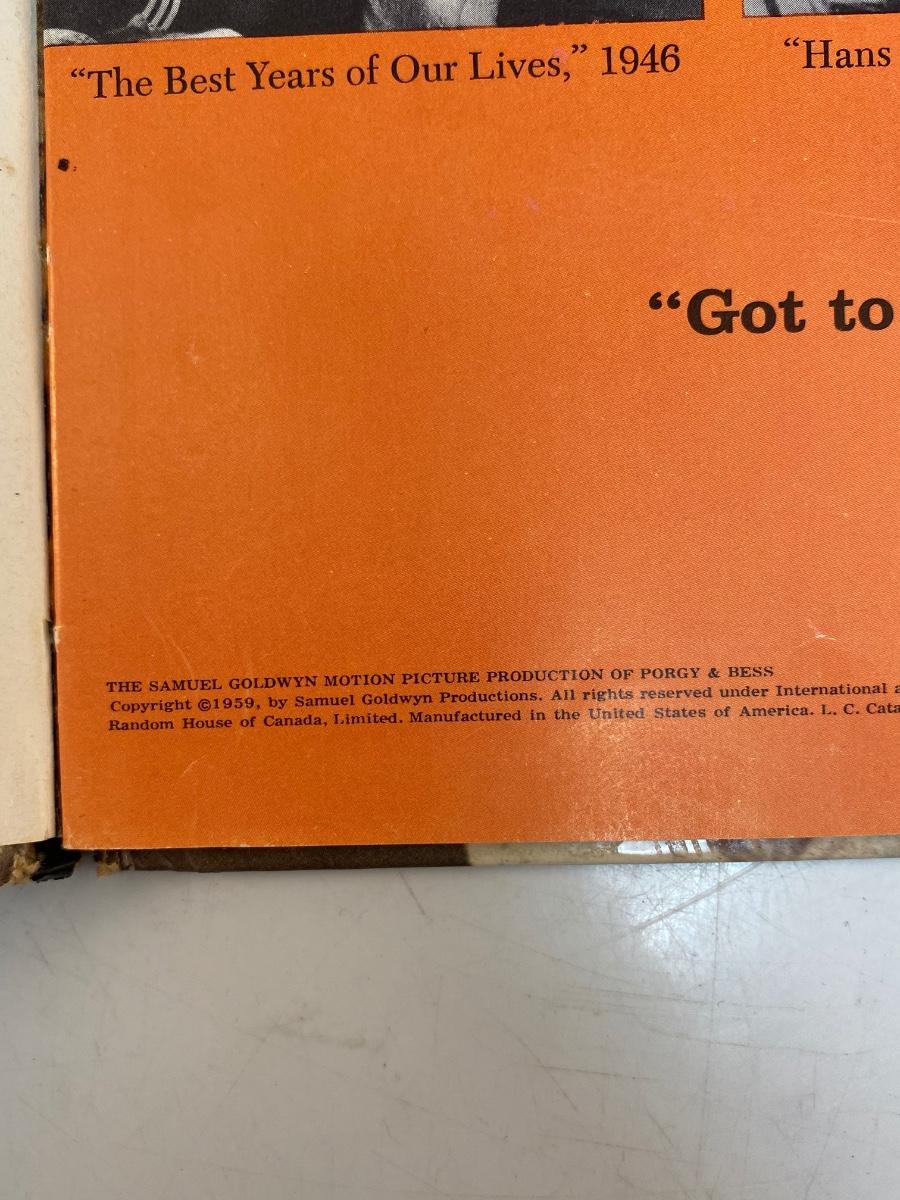 “The Best Years of Our Lives,” 1946
“Hans
“Got to
THE SAMUEL GOLDWYN MOTION PICTURE PRODUCTION OF PORGY & BESS
Copyright ©1959, by Samuel Goldwyn Productions. All rights reserved under International a
Random House of Canada, Limited. Manufactured in the United States of America. L. C. Cata